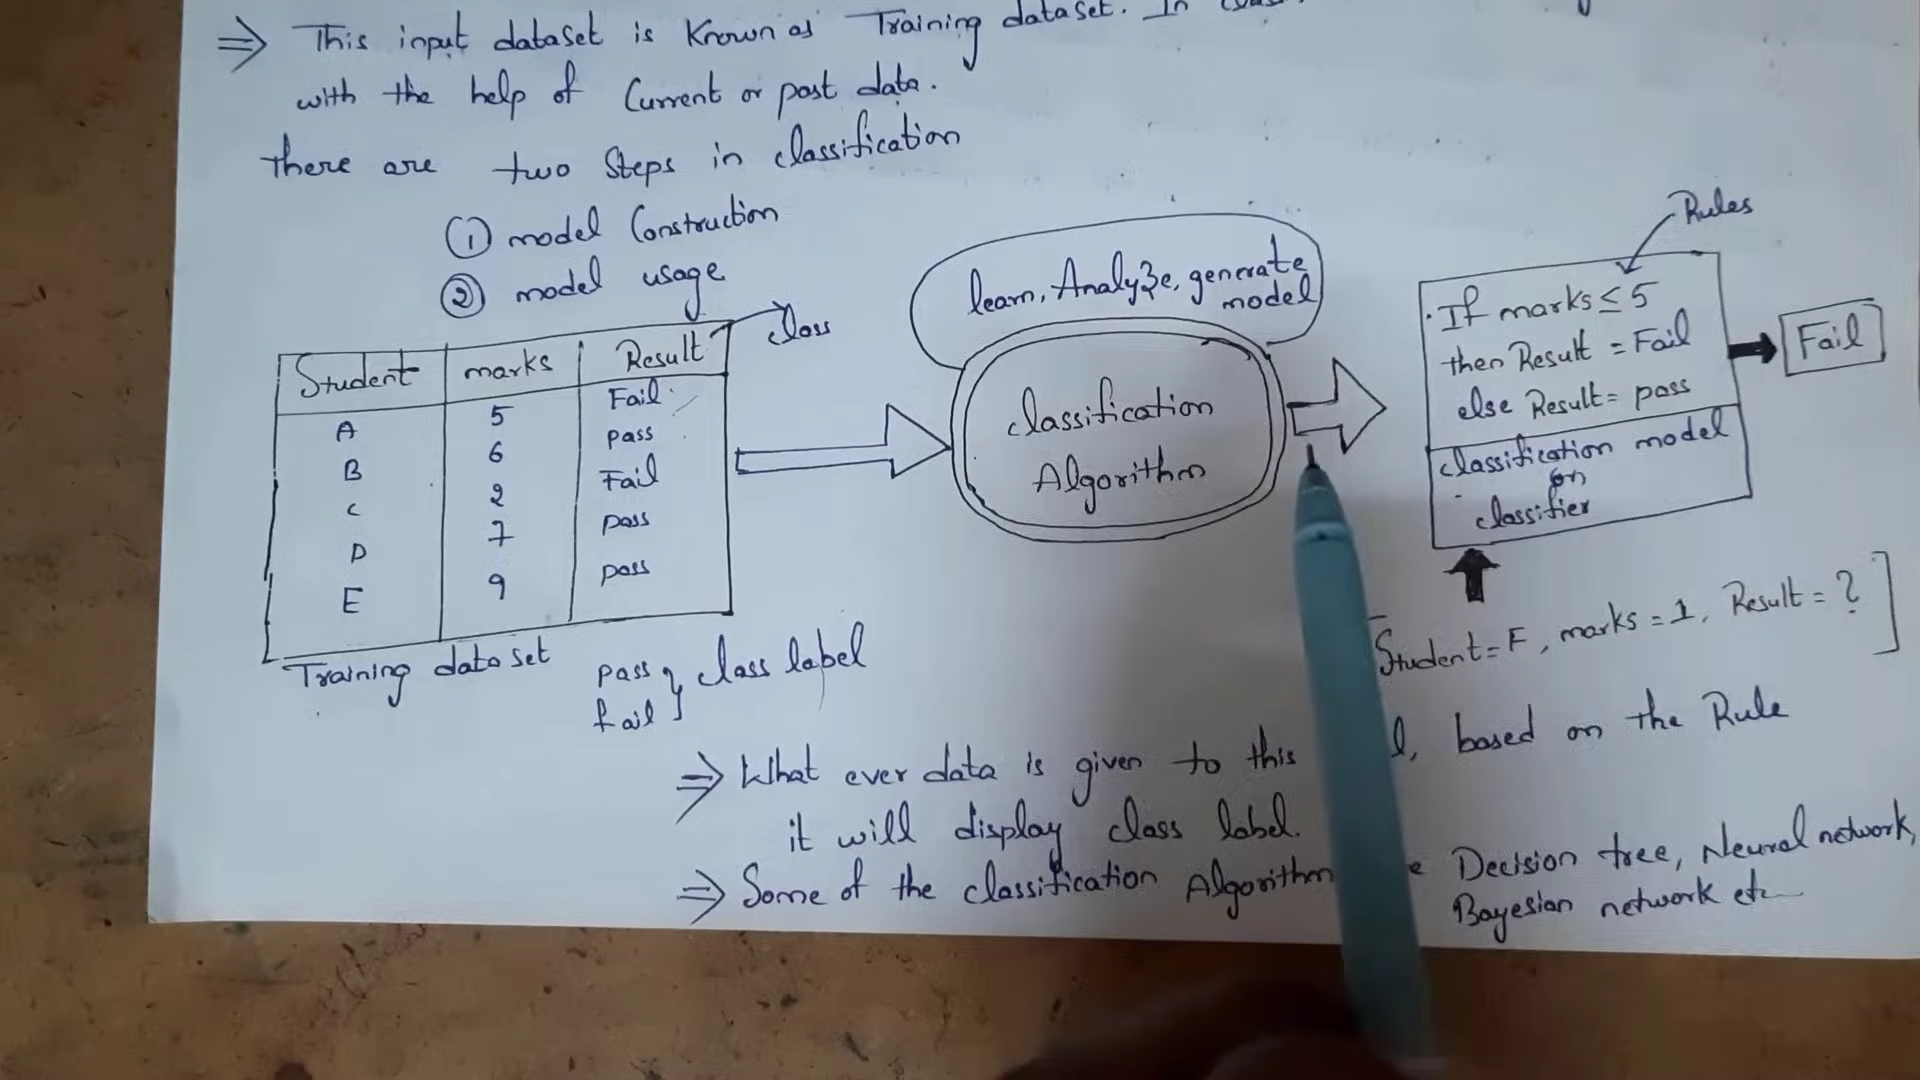 ⇒ This input dataset is Known as Training dataset. In
with the help of Current or past data.
There are two Steps in classification
① model Construction
② model usage
class
Student marks Result
A 5 Fail
B 6 pass
C 2 Fail
D 7 pass
E 9 pass
Training dataset
pass
fail } class label
learn, Analyze, generate
model
classification
Algorithm
Rules
If marks ≤ 5
then Result = Fail
else Result = pass
classification model
or
classifier
Fail
Student = F, marks = 1, Result = ? ]
⇒ What ever data is given to this l, based on the Rule
it will display class label.
⇒ Some of the classification Algorithm e Decision tree, Neural network,
Bayesian network etc